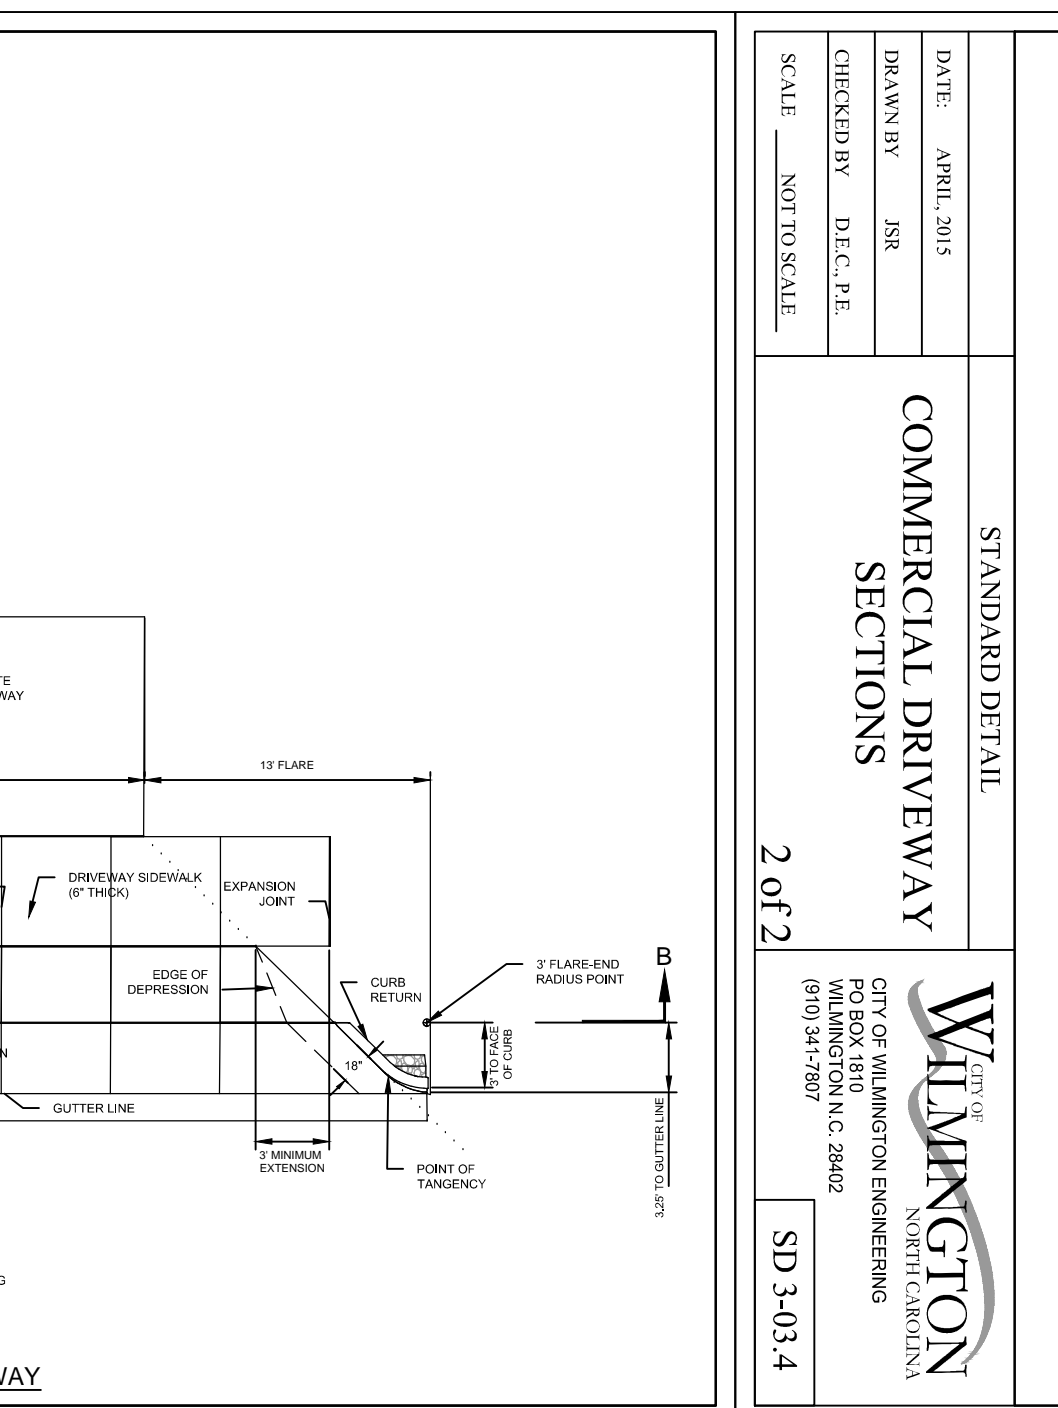 13' FLARE
DRIVEWAY SIDEWALK
(6" THICK)
EXPANSION
JOINT
EDGE OF
DEPRESSION
CURB
RETURN
3' FLARE-END
RADIUS POINT
B
3' TO FACE
OF CURB
18"
GUTTER LINE
3' MINIMUM
EXTENSION
POINT OF
TANGENCY
3.25' TO GUTTER LINE
WAY
DATE: APRIL, 2015
DRAWN BY JSR
CHECKED BY D.E.C., P.E.
SCALE NOT TO SCALE
STANDARD DETAIL
COMMERCIAL DRIVEWAY
SECTIONS
2 of 2
CITY OF
WILMINGTON
NORTH CAROLINA
CITY OF WILMINGTON ENGINEERING
PO BOX 1810
WILMINGTON N.C. 28402
(910) 341-7807
SD 3-03.4